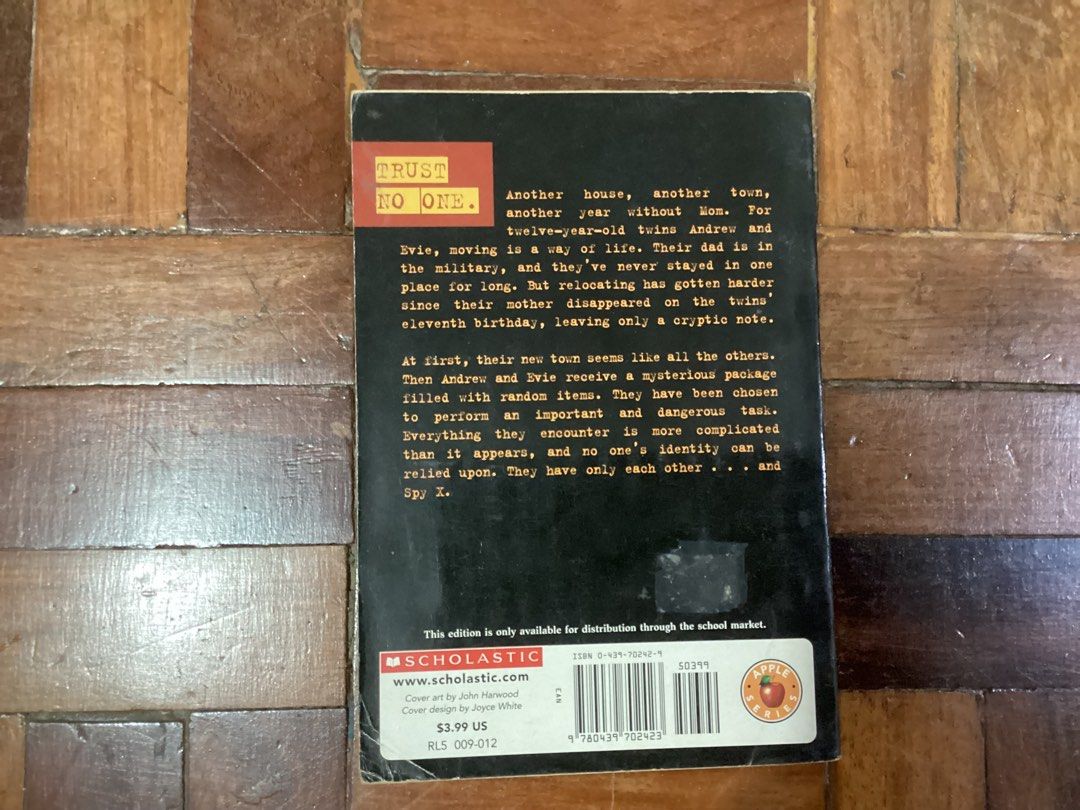 TRUST
NO ONE.
Another house, another town,
another year without Mom. For
twelve-year-old twins Andrew and
Evie, moving is a way of life. Their dad is in
the military, and they've never stayed in one
place for long. But relocating has gotten harder
since their mother disappeared on the twins'
eleventh birthday, leaving only a cryptic note.
At first, their new town seems like all the others.
Then Andrew and Evie receive a mysterious package
filled with random items. They have been chosen
to perform an important and dangerous task.
Everything they encounter is more complicated
than it appears, and no one's identity can be
relied upon. They have only each other . . . and
Spy X.
This edition is only available for distribution through the school market.
SCHOLASTIC
www.scholastic.com
Cover art by John Harwood
Cover design by Joyce White
$3.99 US
RL5 009-012
EAN
ISBN 0-439-70242-9
50399
9 780439 702423
APPLE
SERIES